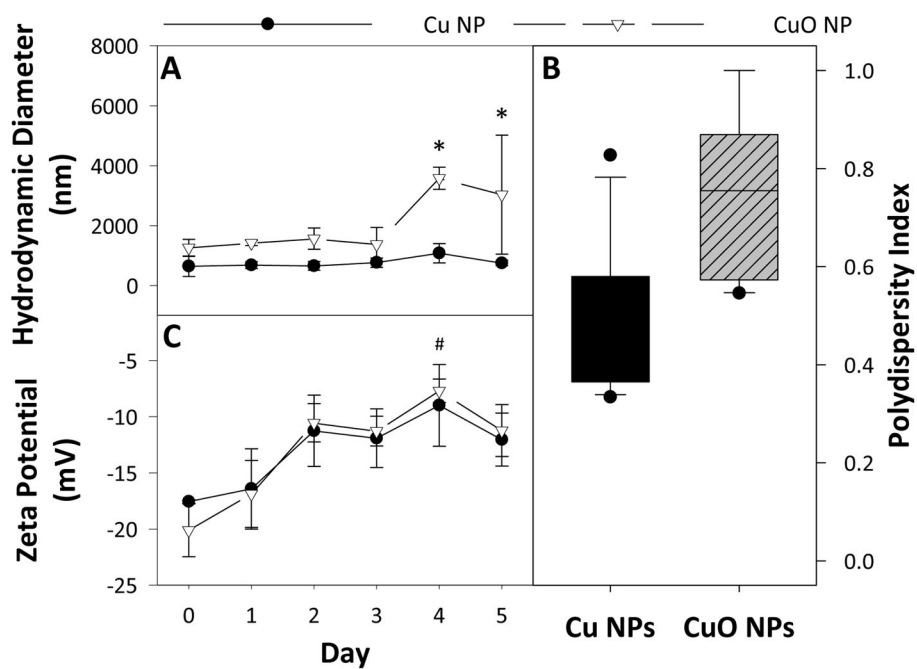 Cu NP CuO NP
Hydrodynamic Diameter
(nm)
8000
6000
4000
2000
0
A
*
*
B
1.0
0.8
0.6
0.4
0.2
0.0
Polydispersity Index
Zeta Potential
(mV)
-5
-10
-15
-20
-25
C
#
0 1 2 3 4 5
Day
Cu NPs CuO NPs